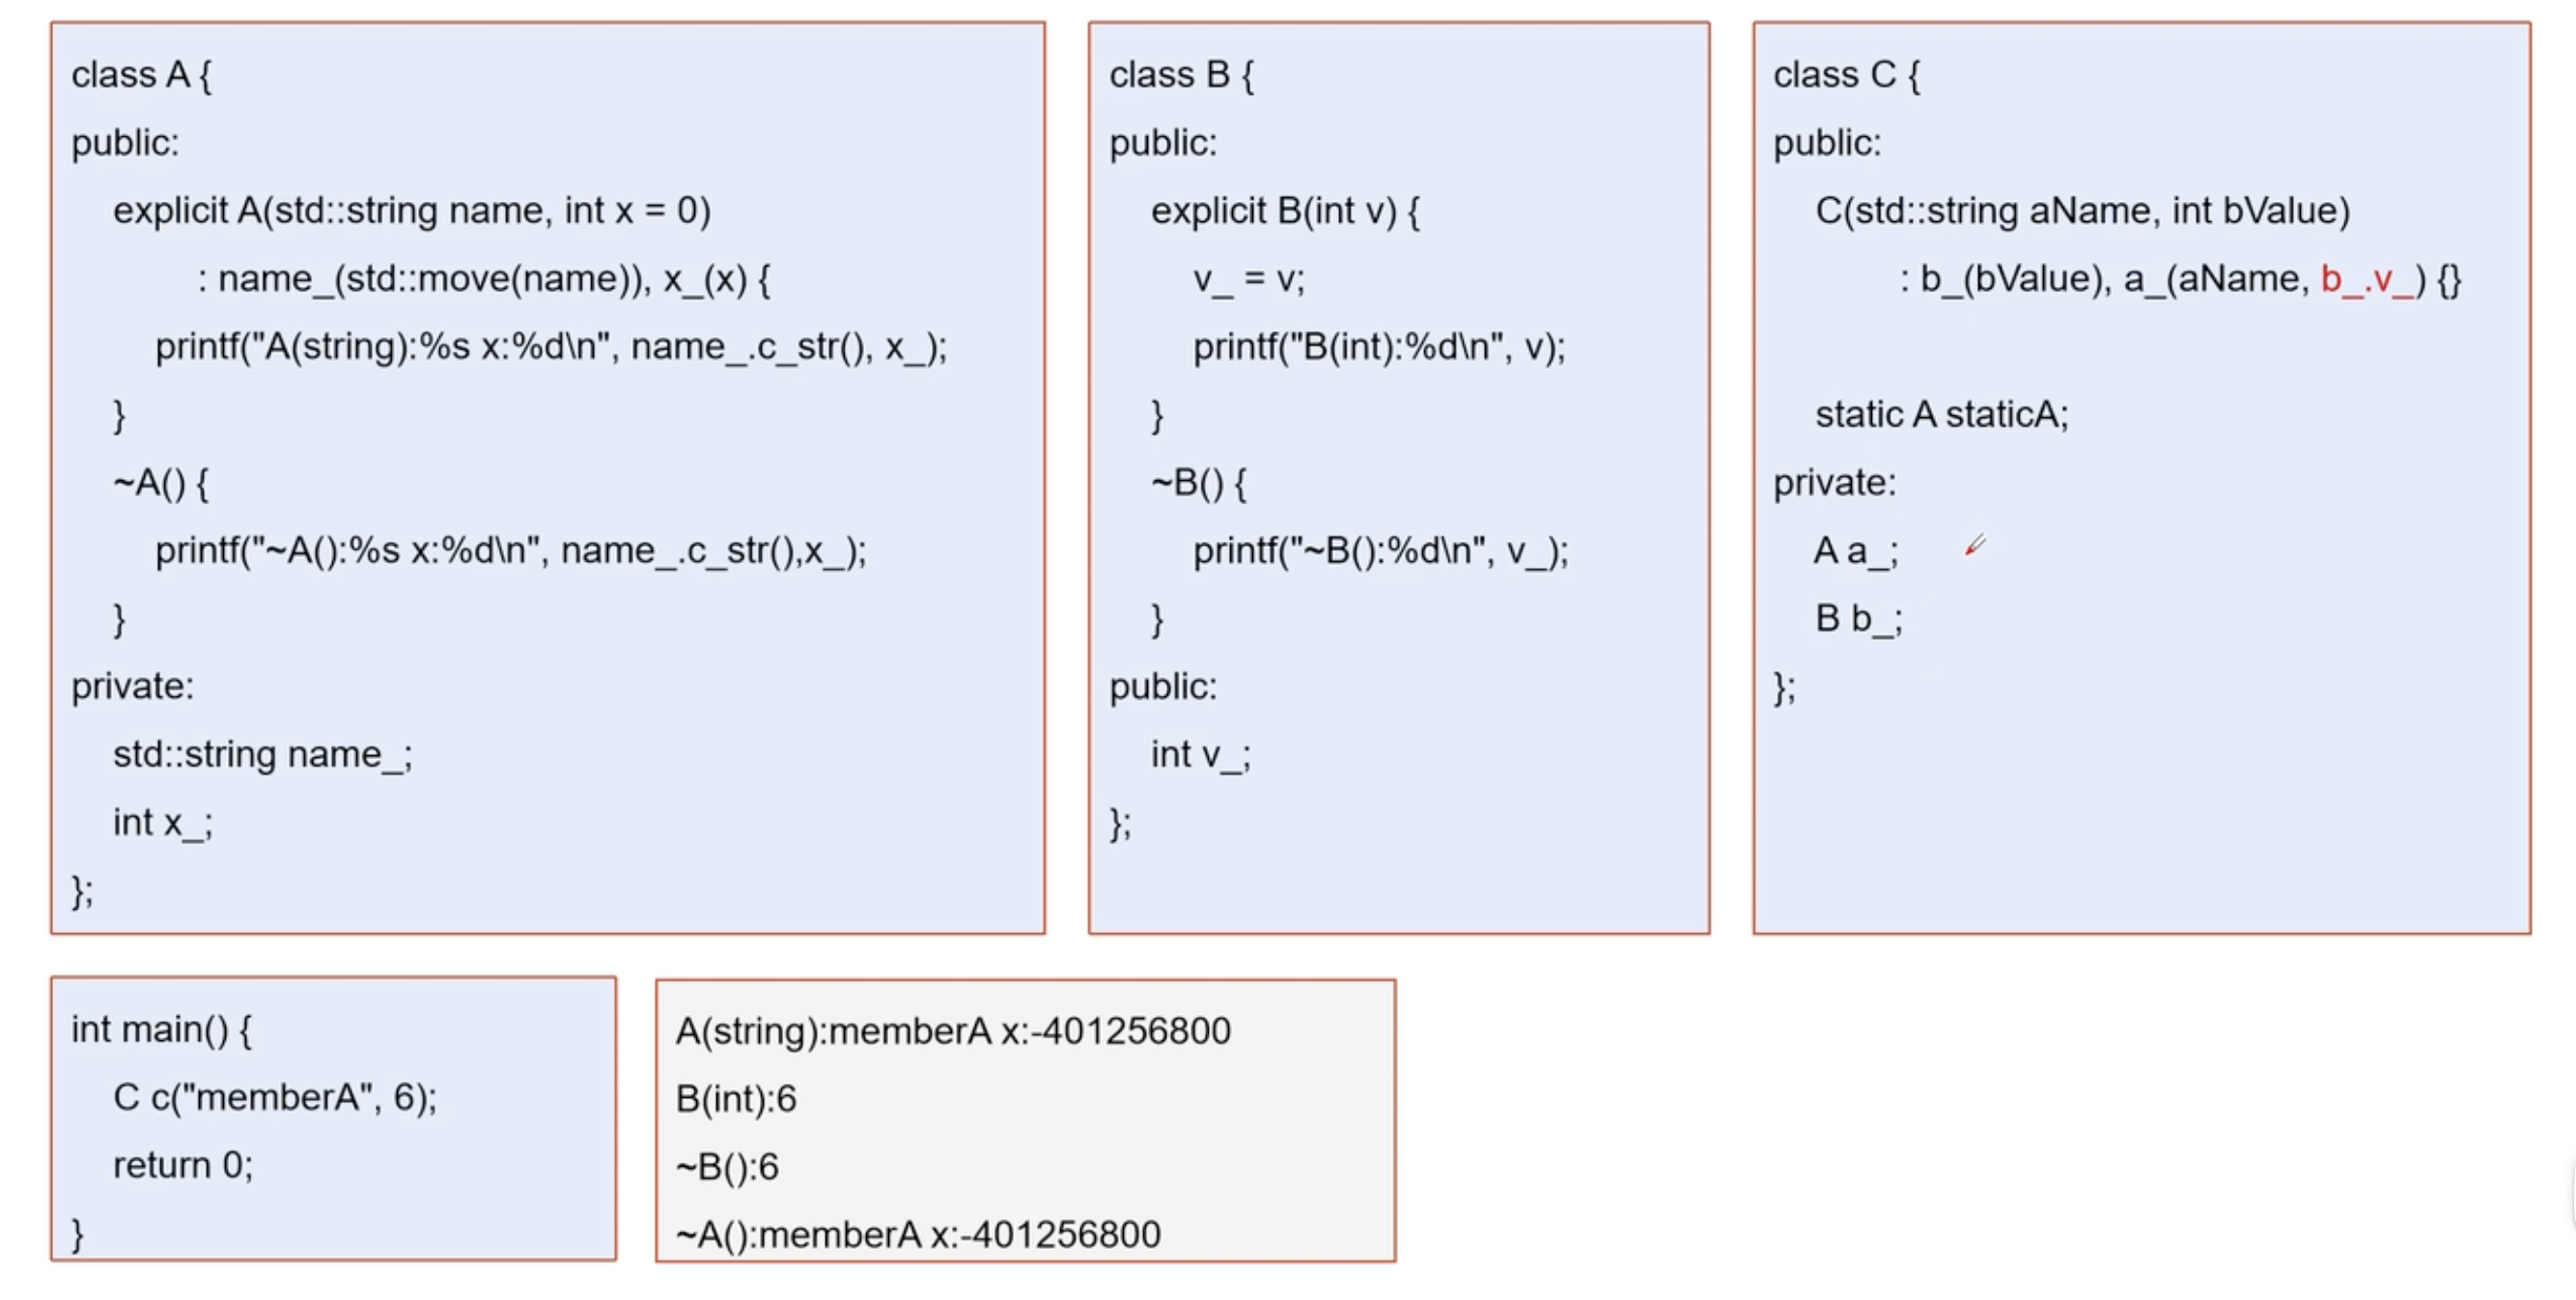 class A {
public:
explicit A(std::string name, int x = 0)
: name_(std::move(name)), x_(x) {
printf("A(string):%s x:%d\n", name_.c_str(), x_);
}
~A() {
printf("~A():%s x:%d\n", name_.c_str(),x_);
}
private:
std::string name_;
int x_;
};
class B {
public:
explicit B(int v) {
v_ = v;
printf("B(int):%d\n", v);
}
~B() {
printf("~B():%d\n", v_);
}
public:
int v_;
};
class C {
public:
C(std::string aName, int bValue)
: b_(bValue), a_(aName, b_.v_) {}
static A staticA;
private:
A a_;
B b_;
};
int main() {
C c("memberA", 6);
return 0;
}
A(string):memberA x:-401256800
B(int):6
~B():6
~A():memberA x:-401256800